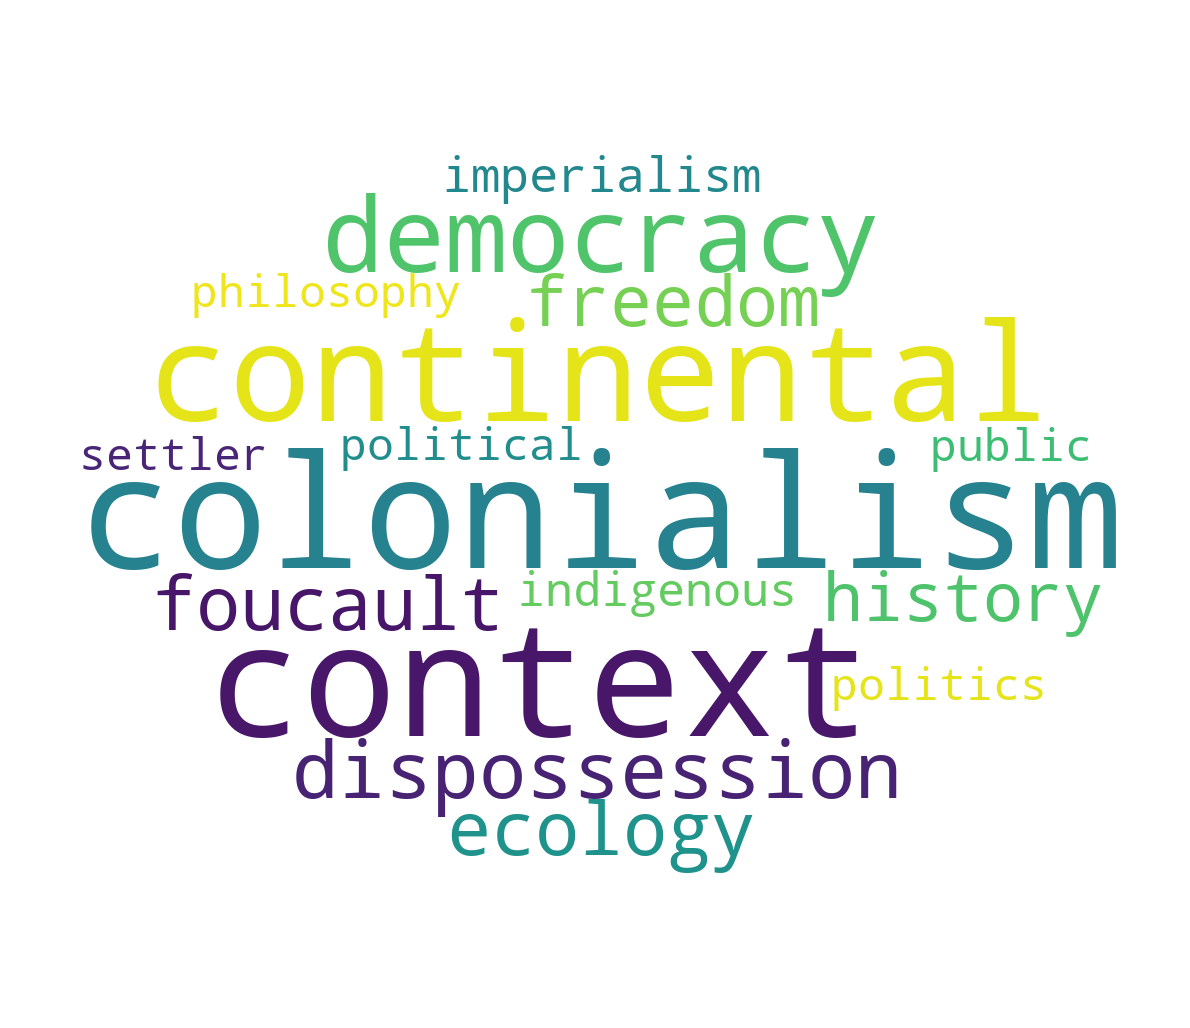 imperialism
democracy
philosophy freedom
continental
settler political public
colonialism
foucault indigenous history
context politics
dispossession
ecology